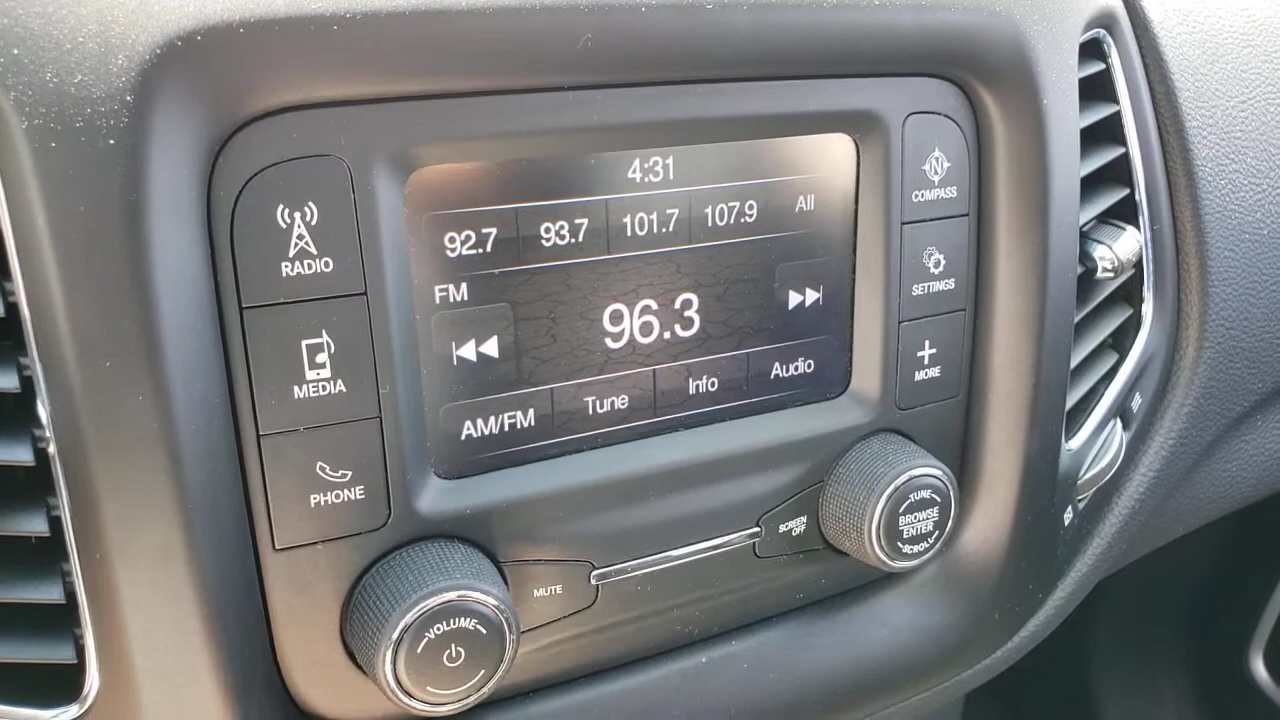 4:31
92.7 93.7 101.7 107.9 All
FM
96.3
AM/FM Tune Info Audio
RADIO
MEDIA
PHONE
N
COMPASS
SETTINGS
MORE
VOLUME
MUTE
SCREEN
OFF
TUNE
BROWSE
ENTER
SCROLL